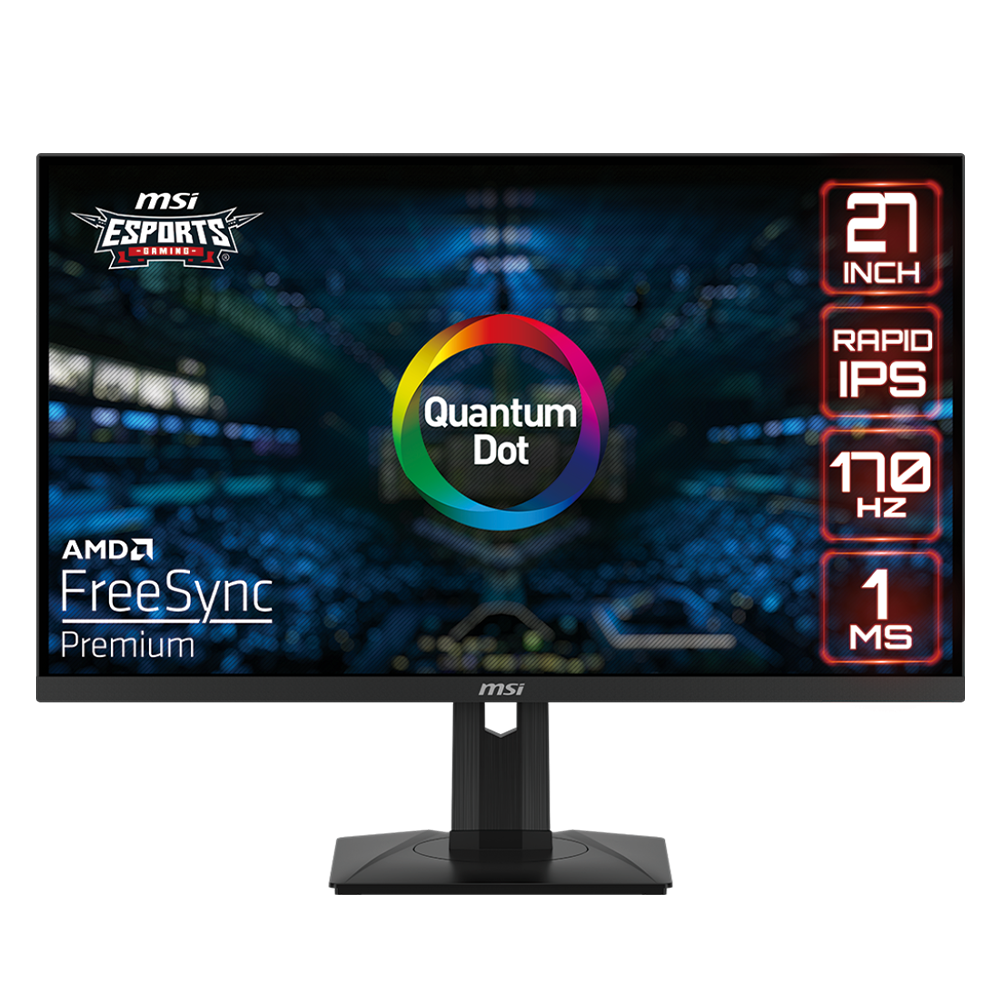 msi
ESPORTS
GAMING
®
27
INCH
RAPID
IPS
Quantum
Dot
170
HZ
AMD
FreeSync
Premium
1
MS
msi